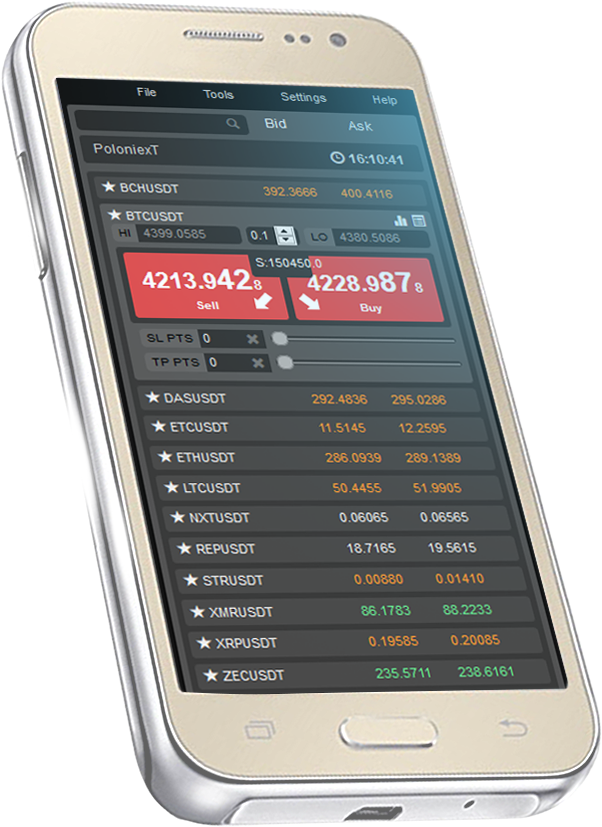 File Tools Settings Help
Bid Ask
PoloniexT 16:10:41
BCHUSDT 392.3666 400.4116
BTCUSDT
HI 4399.0585 0.1 LO 4380.5086
S:150450.0
4213.9428 4228.9878
Sell Buy
SL PTS 0
TP PTS 0
DASUSDT 292.4836 295.0286
ETCUSDT 11.5145 12.2595
ETHUSDT 286.0939 289.1389
LTCUSDT 50.4455 51.9905
NXTUSDT 0.06065 0.06565
REPUSDT 18.7165 19.5615
STRUSDT 0.00880 0.01410
XMRUSDT 86.1783 88.2233
XRPUSDT 0.19585 0.20085
ZECUSDT 235.5711 238.6161